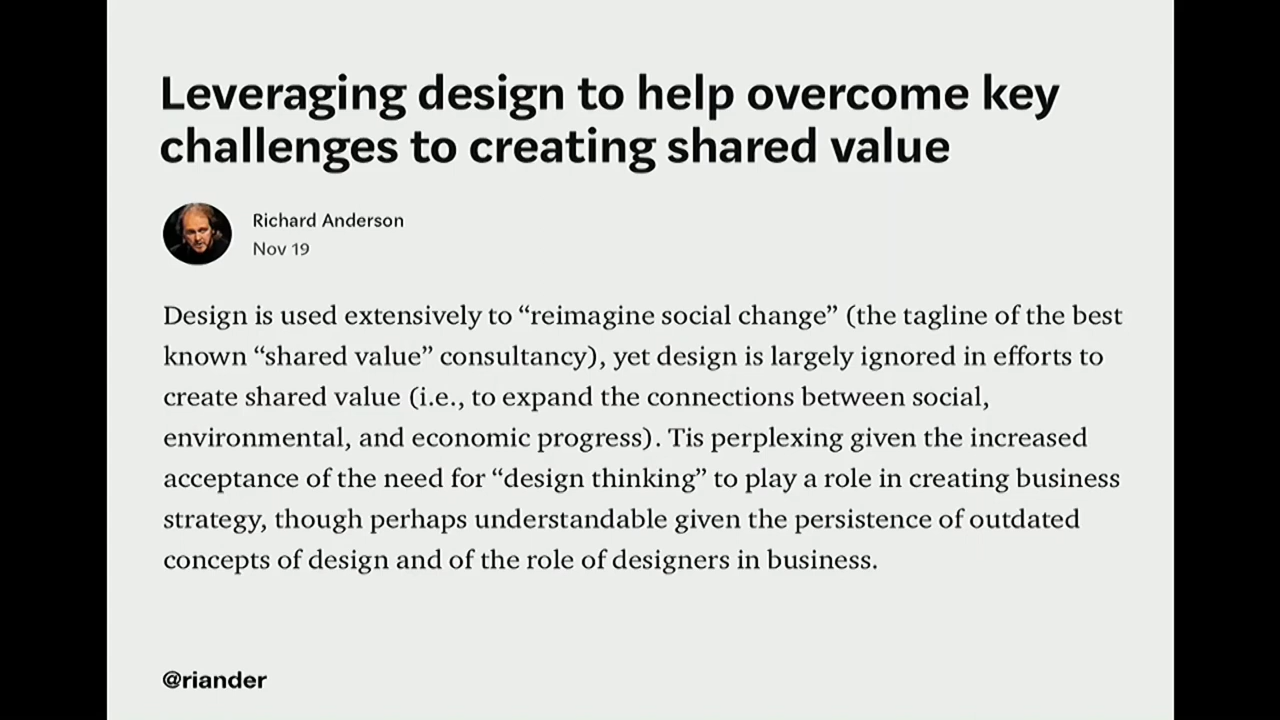 Leveraging design to help overcome key
challenges to creating shared value
Richard Anderson
Nov 19
Design is used extensively to “reimagine social change” (the tagline of the best
known “shared value” consultancy), yet design is largely ignored in efforts to
create shared value (i.e., to expand the connections between social,
environmental, and economic progress). Tis perplexing given the increased
acceptance of the need for “design thinking” to play a role in creating business
strategy, though perhaps understandable given the persistence of outdated
concepts of design and of the role of designers in business.
@riander